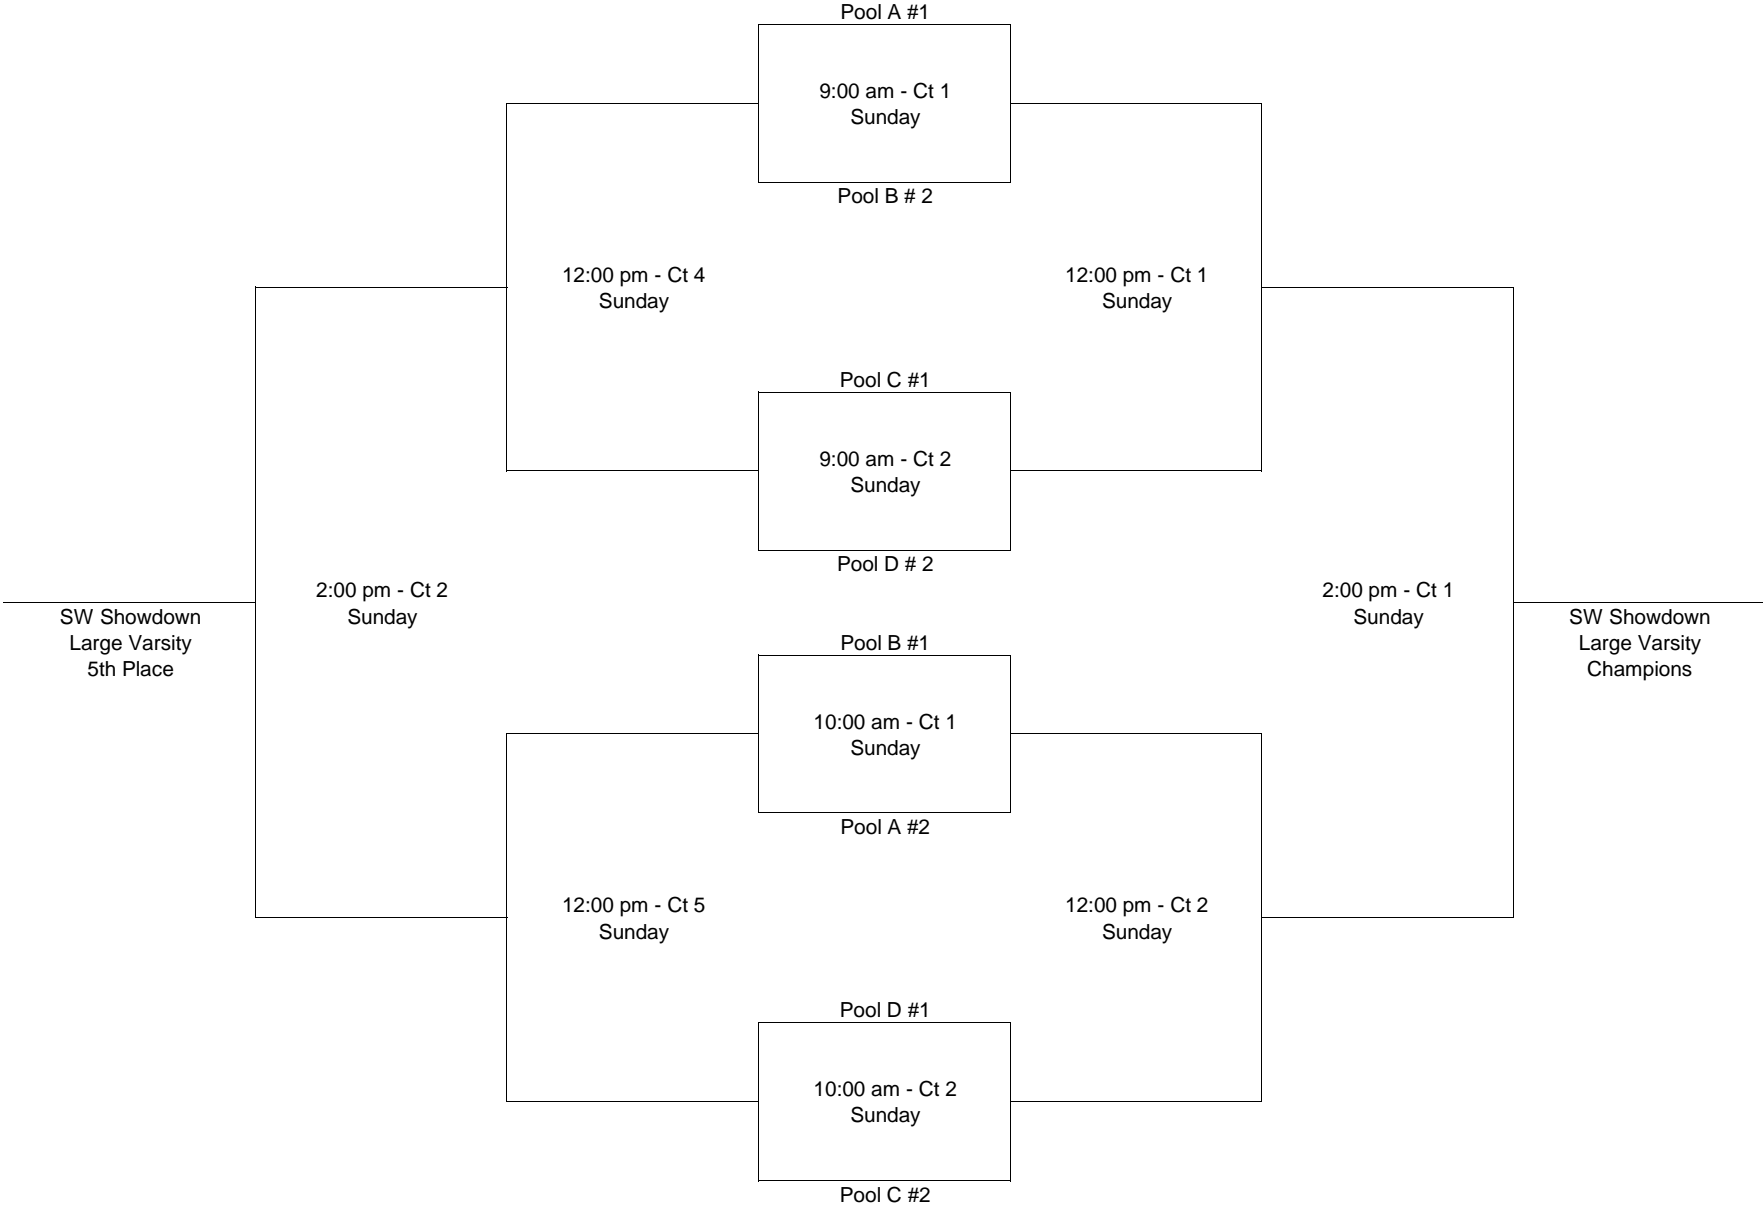 Pool A #1
9:00 am - Ct 1
Sunday
Pool B # 2
12:00 pm - Ct 4
Sunday
12:00 pm - Ct 1
Sunday
Pool C #1
9:00 am - Ct 2
Sunday
Pool D # 2
2:00 pm - Ct 2
Sunday
2:00 pm - Ct 1
Sunday
SW Showdown
Large Varsity
5th Place
SW Showdown
Large Varsity
Champions
Pool B #1
10:00 am - Ct 1
Sunday
Pool A #2
12:00 pm - Ct 5
Sunday
12:00 pm - Ct 2
Sunday
Pool D #1
10:00 am - Ct 2
Sunday
Pool C #2